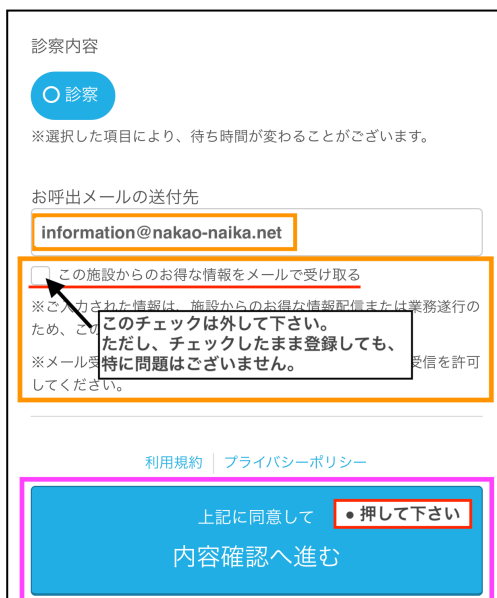 診察内容
診察
※選択した項目により、待ち時間が変わることがございます。
お呼出メールの送付先
information@nakao-naika.net
この施設からのお得な情報をメールで受け取る
※ご入力された情報は、施設からのお得な情報配信または業務遂行の
ため、この
このチェックは外して下さい。
ただし、チェックしたまま登録しても、
特に問題はございません。
※メール受
受信を許可
してください。
利用規約 | プライバシーポリシー
上記に同意して
●押して下さい
内容確認へ進む